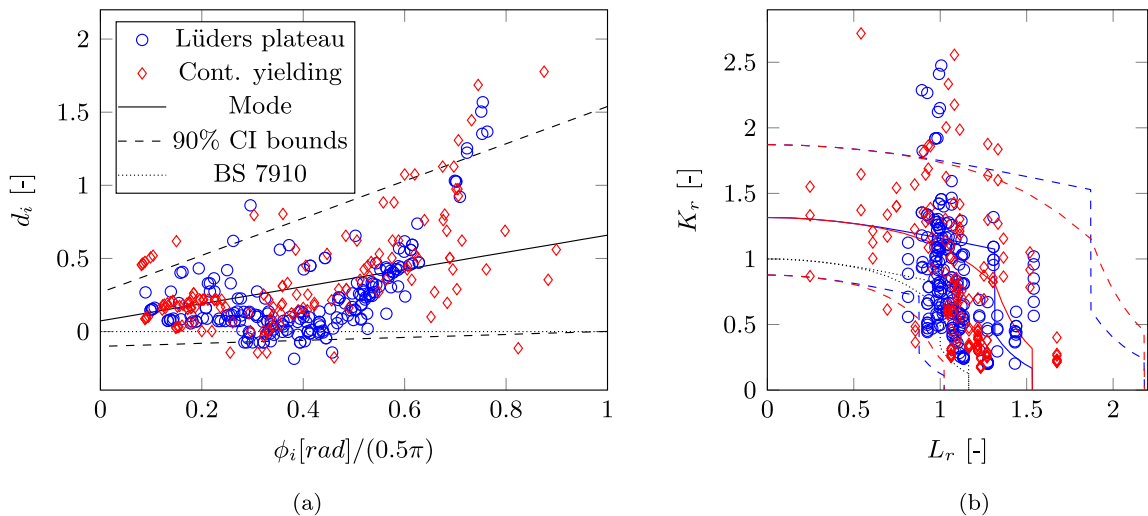 2
1.5
1
0.5
0
0 0.2 0.4 0.6 0.8 1
d_i [-]
ϕ_i[rad]/(0.5π)
Lüders plateau
Cont. yielding
Mode
90% CI bounds
BS 7910
(a)
2.5
2
1.5
1
0.5
0
0 0.5 1 1.5 2
K_r [-]
L_r [-]
(b)